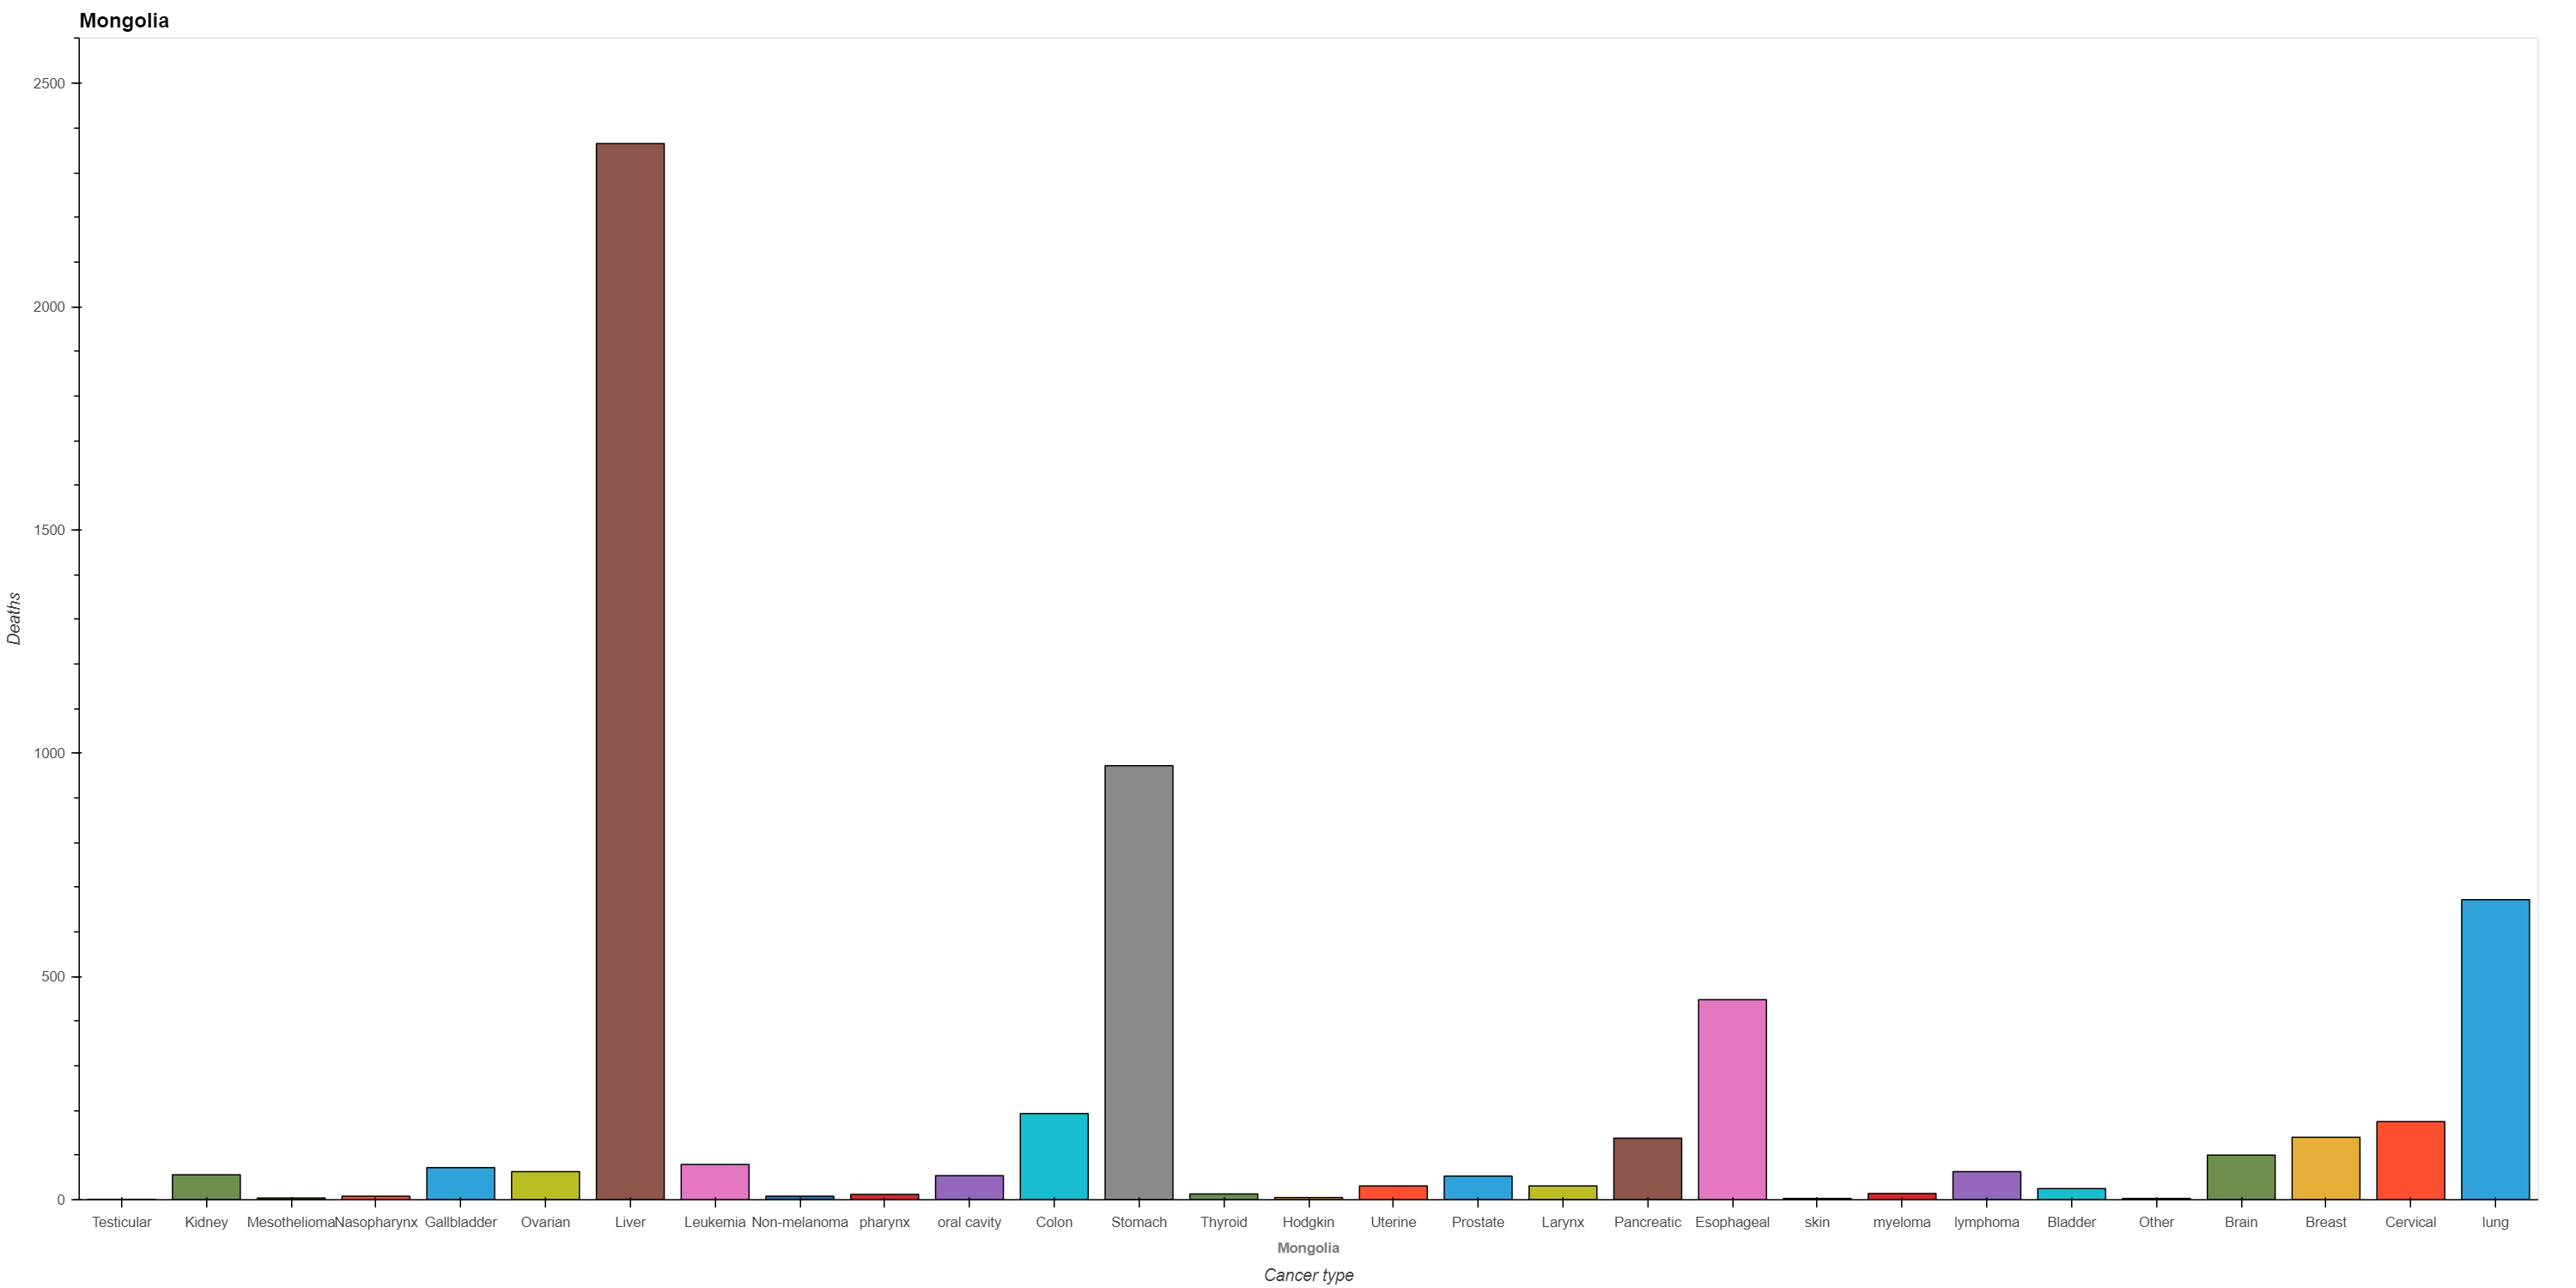 Mongolia
2500
2000
1500
1000
500
0
Deaths
Testicular Kidney Mesothelioma Nasopharynx Gallbladder Ovarian Liver Leukemia Non-melanoma pharynx oral cavity Colon Stomach Thyroid Hodgkin Uterine Prostate Larynx Pancreatic Esophageal skin myeloma lymphoma Bladder Other Brain Breast Cervical lung
Mongolia
Cancer type